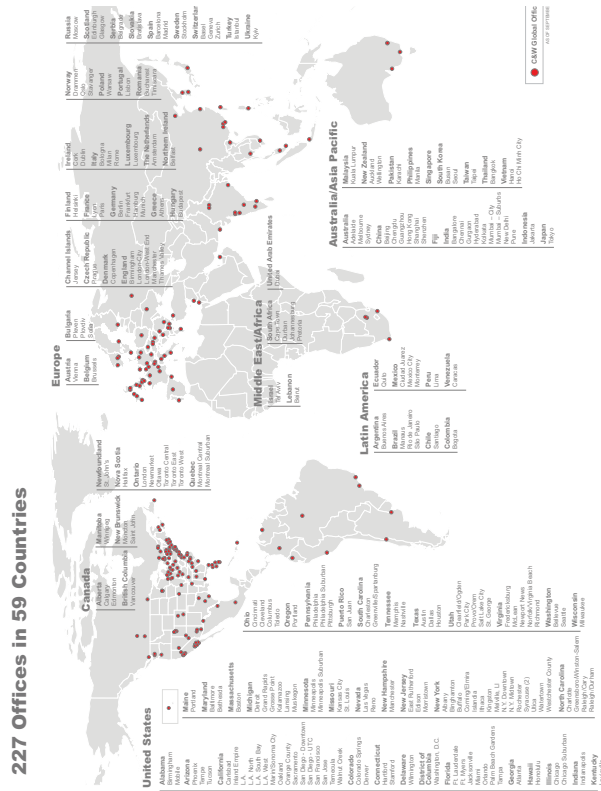 227 Offices in 59 Countries
United States
Alabama
Birmingham
Mobile
Arizona
Phoenix
Tempe
Tucson
California
Carlsbad
Inland Empire
L.A.
L.A. North
L.A. South Bay
L.A. West
Marin/Sonoma Cty
Oakland
Orange County
Sacramento
San Diego - Downtown
San Diego - UTC
San Francisco
San Jose
Temecula
Walnut Creek
Colorado
Colorado Springs
Denver
Connecticut
Hartford
Stamford
Delaware
Wilmington
District of
Columbia
Washington, D.C.
Florida
Ft. Lauderdale
Ft. Myers
Jacksonville
Miami
Orlando
Palm Beach Gardens
Tampa
Georgia
Atlanta
Hawaii
Honolulu
Illinois
Chicago
Chicago Suburban
Indiana
Indianapolis
Kentucky
Maine
Portland
Maryland
Baltimore
Bethesda
Massachusetts
Boston
Michigan
Detroit
Grand Rapids
Grosse Point
Kalamazoo
Lansing
Muskegon
Minnesota
Minneapolis
Minneapolis Suburban
Missouri
Kansas City
St. Louis
Nevada
Las Vegas
Reno
New Hampshire
Manchester
New Jersey
East Rutherford
Edison
Morristown
New York
Albany
Binghamton
Buffalo
Corning/Elmira
Islandia
Ithaca
Kingston
Melville, LI
N.Y. Downtown
N.Y. Midtown
Rochester
Syracuse (2)
Utica
Watertown
Westchester County
North Carolina
Charlotte
Greensboro/Winston-Salem
Raleigh/Cary
Raleigh/Durham
Ohio
Cincinnati
Cleveland
Columbus
Toledo
Oregon
Portland
Pennsylvania
Philadelphia
Philadelphia Suburban
Pittsburgh
Puerto Rico
San Juan
South Carolina
Charleston
Greenville/Spartanburg
Tennessee
Memphis
Nashville
Texas
Austin
Dallas
Houston
Utah
Clearfield/Ogden
Park City
Provo/Orem
Salt Lake City
St. George
Virginia
Fredericksburg
McLean
Newport News
Norfolk/Virginia Beach
Richmond
Washington
Bellevue
Seattle
Wisconsin
Milwaukee
Canada
Alberta
Calgary
Edmonton
British Columbia
Vancouver
Manitoba
Winnipeg
New Brunswick
Moncton
Saint John
Newfoundland
St. John's
Nova Scotia
Halifax
Ontario
London
Newmarket
Ottawa
Toronto Central
Toronto East
Toronto West
Quebec
Montreal Central
Montreal Suburban
Latin America
Argentina
Buenos Aires
Brazil
Manaus
Rio de Janeiro
São Paulo
Chile
Santiago
Colombia
Bogota
Ecuador
Quito
Mexico
Ciudad Juarez
Mexico City
Monterrey
Peru
Lima
Venezuela
Caracas
Europe
Austria
Vienna
Belgium
Brussels
Bulgaria
Pleven
Plovdiv
Sofia
Channel Islands
Jersey
Czech Republic
Prague
Denmark
Copenhagen
England
Birmingham
London-City
London-West End
Manchester
Thames Valley
Finland
Helsinki
France
Lyon
Paris
Germany
Berlin
Frankfurt
Hamburg
Munich
Greece
Athens
Hungary
Budapest
Ireland
Cork
Dublin
Italy
Bologna
Milan
Rome
Luxembourg
Luxembourg
The Netherlands
Amsterdam
Northern Ireland
Belfast
Norway
Drammen
Oslo
Stavanger
Poland
Warsaw
Portugal
Lisbon
Romania
Bucharest
Timisoara
Russia
Moscow
Scotland
Edinburgh
Glasgow
Serbia
Belgrade
Slovakia
Bratislava
Spain
Barcelona
Madrid
Sweden
Stockholm
Switzerland
Basel
Geneva
Zurich
Turkey
Istanbul
Ukraine
Kyiv
Middle East/Africa
Israel
Tel Aviv
Lebanon
Beirut
South Africa
Cape Town
Durban
Johannesburg
Pretoria
United Arab Emirates
Dubai
Australia/Asia Pacific
Australia
Adelaide
Melbourne
Sydney
China
Beijing
Chengdu
Guangzhou
Hong Kong
Shanghai
Shenzhen
Fiji
India
Bangalore
Chennai
Gurgaon
Hyderabad
Kolkata
Mumbai – City
Mumbai – Suburbs
New Delhi
Pune
Indonesia
Jakarta
Japan
Tokyo
Malaysia
Kuala Lumpur
New Zealand
Auckland
Wellington
Pakistan
Karachi
Philippines
Manila
Singapore
South Korea
Busan
Seoul
Taiwan
Taipei
Thailand
Bangkok
Vietnam
Hanoi
Ho Chi Minh City
C&W Global Offic
AS OF SEPTEMBER